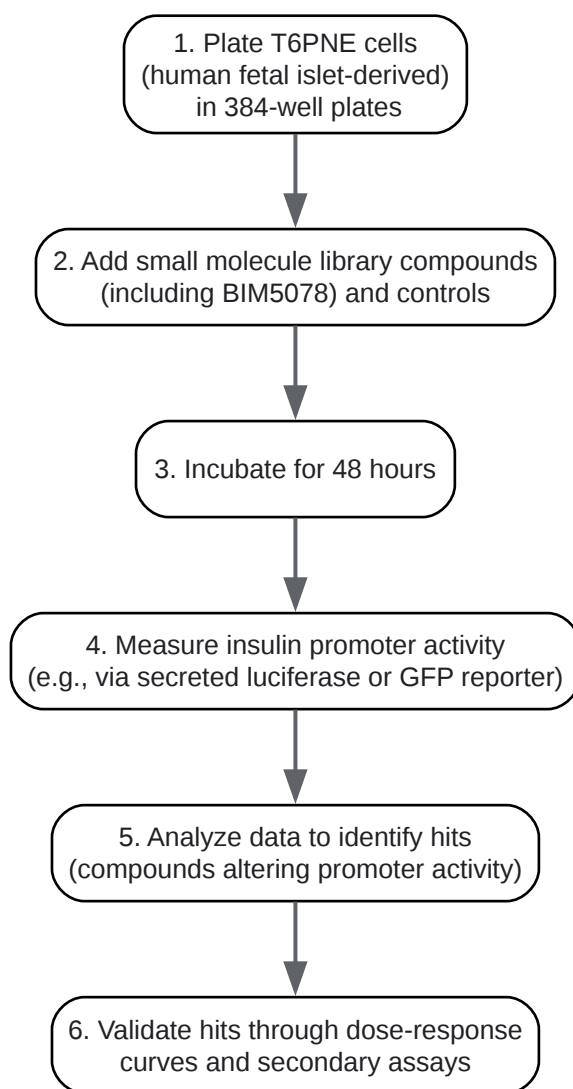 1. Plate T6PNE cells
(human fetal islet-derived)
in 384-well plates
2. Add small molecule library compounds
(including BIM5078) and controls
3. Incubate for 48 hours
4. Measure insulin promoter activity
(e.g., via secreted luciferase or GFP reporter)
5. Analyze data to identify hits
(compounds altering promoter activity)
6. Validate hits through dose-response
curves and secondary assays